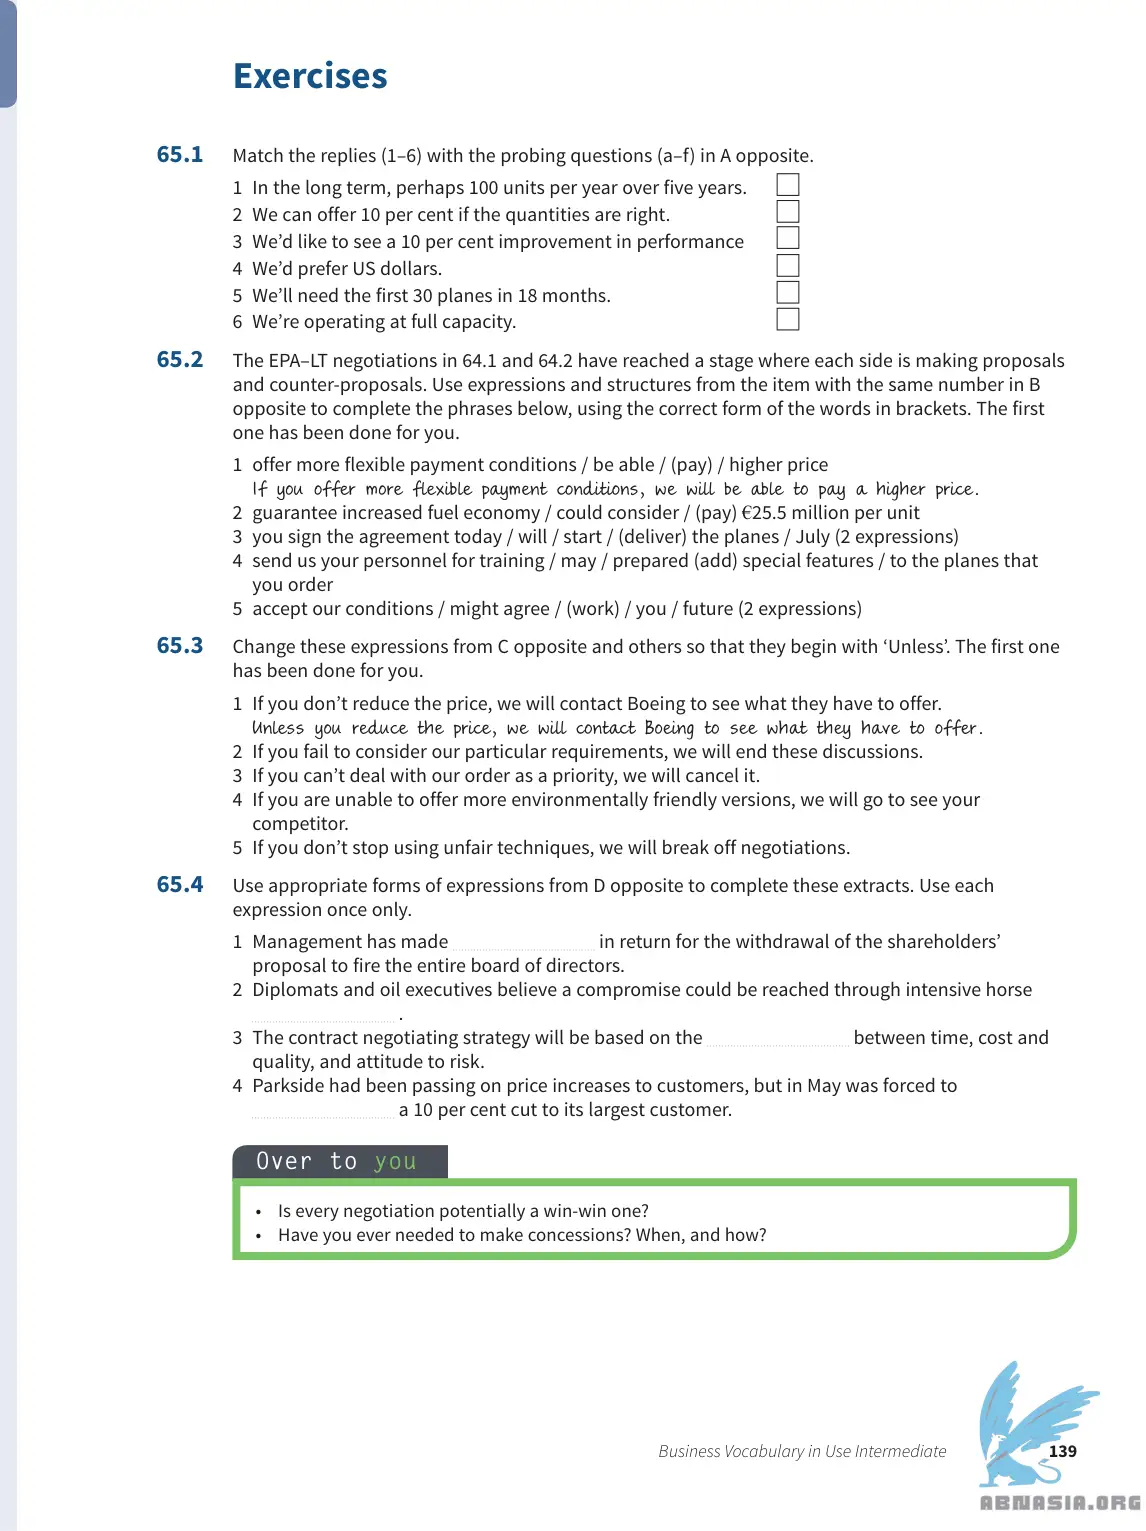 Exercises
65.1 Match the replies (1–6) with the probing questions (a–f) in A opposite.
1 In the long term, perhaps 100 units per year over five years.
2 We can offer 10 per cent if the quantities are right.
3 We’d like to see a 10 per cent improvement in performance
4 We’d prefer US dollars.
5 We’ll need the first 30 planes in 18 months.
6 We’re operating at full capacity.
65.2 The EPA–LT negotiations in 64.1 and 64.2 have reached a stage where each side is making proposals
and counter-proposals. Use expressions and structures from the item with the same number in B
opposite to complete the phrases below, using the correct form of the words in brackets. The first
one has been done for you.
1 offer more flexible payment conditions / be able / (pay) / higher price
If you offer more flexible payment conditions, we will be able to pay a higher price.
2 guarantee increased fuel economy / could consider / (pay) €25.5 million per unit
3 you sign the agreement today / will / start / (deliver) the planes / July (2 expressions)
4 send us your personnel for training / may / prepared (add) special features / to the planes that
you order
5 accept our conditions / might agree / (work) / you / future (2 expressions)
65.3 Change these expressions from C opposite and others so that they begin with ‘Unless’. The first one
has been done for you.
1 If you don’t reduce the price, we will contact Boeing to see what they have to offer.
Unless you reduce the price, we will contact Boeing to see what they have to offer.
2 If you fail to consider our particular requirements, we will end these discussions.
3 If you can’t deal with our order as a priority, we will cancel it.
4 If you are unable to offer more environmentally friendly versions, we will go to see your
competitor.
5 If you don’t stop using unfair techniques, we will break off negotiations.
65.4 Use appropriate forms of expressions from D opposite to complete these extracts. Use each
expression once only.
1 Management has made in return for the withdrawal of the shareholders’
proposal to fire the entire board of directors.
2 Diplomats and oil executives believe a compromise could be reached through intensive horse
.
3 The contract negotiating strategy will be based on the between time, cost and
quality, and attitude to risk.
4 Parkside had been passing on price increases to customers, but in May was forced to
a 10 per cent cut to its largest customer.
Over to you
• Is every negotiation potentially a win-win one?
• Have you ever needed to make concessions? When, and how?
Business Vocabulary in Use Intermediate 139
ABNASIA.ORG